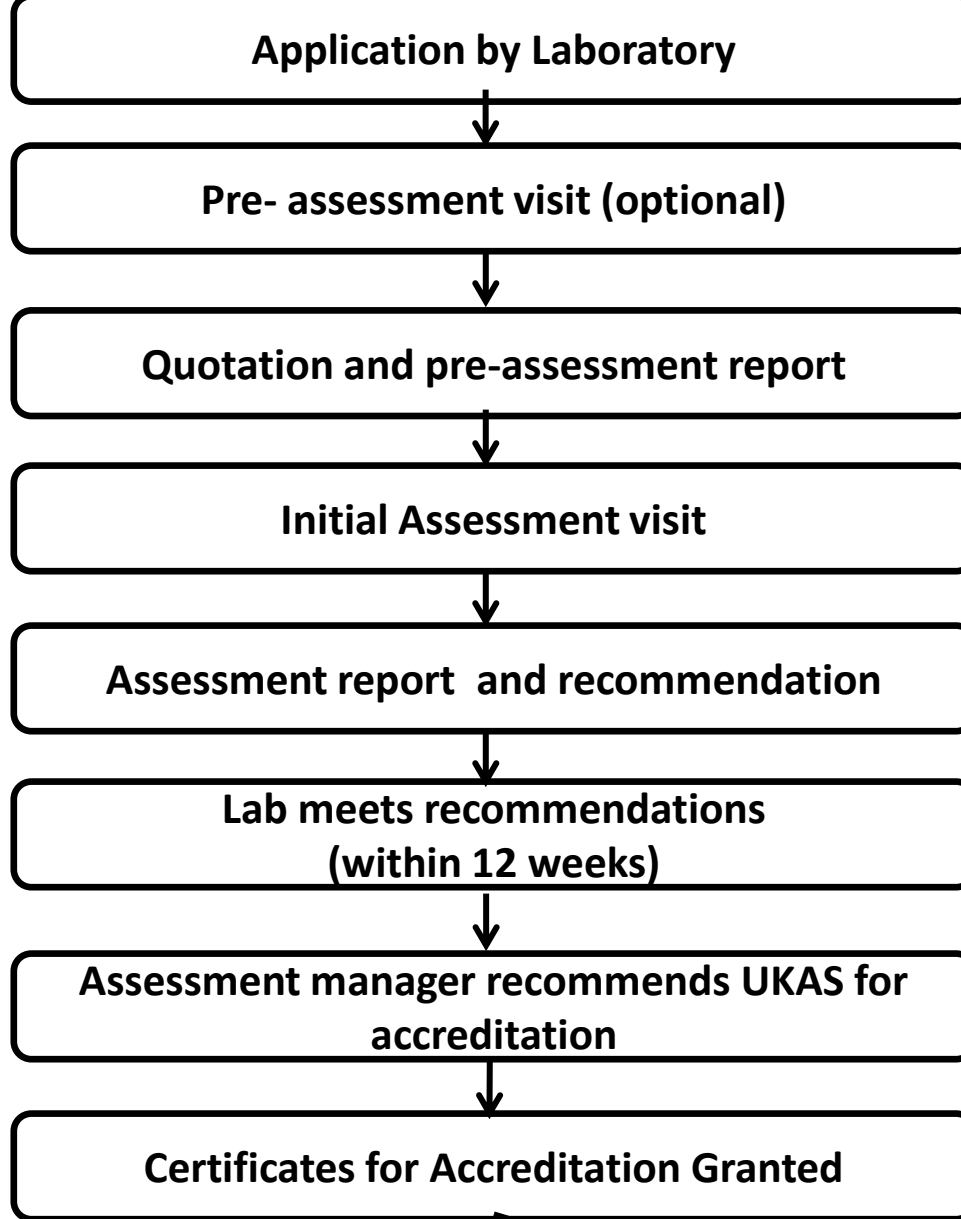 Application by Laboratory
Pre- assessment visit (optional)
Quotation and pre-assessment report
Initial Assessment visit
Assessment report  and recommendation
Lab meets recommendations
(within 12 weeks)
Assessment manager recommends UKAS for
accreditation
Certificates for Accreditation Granted